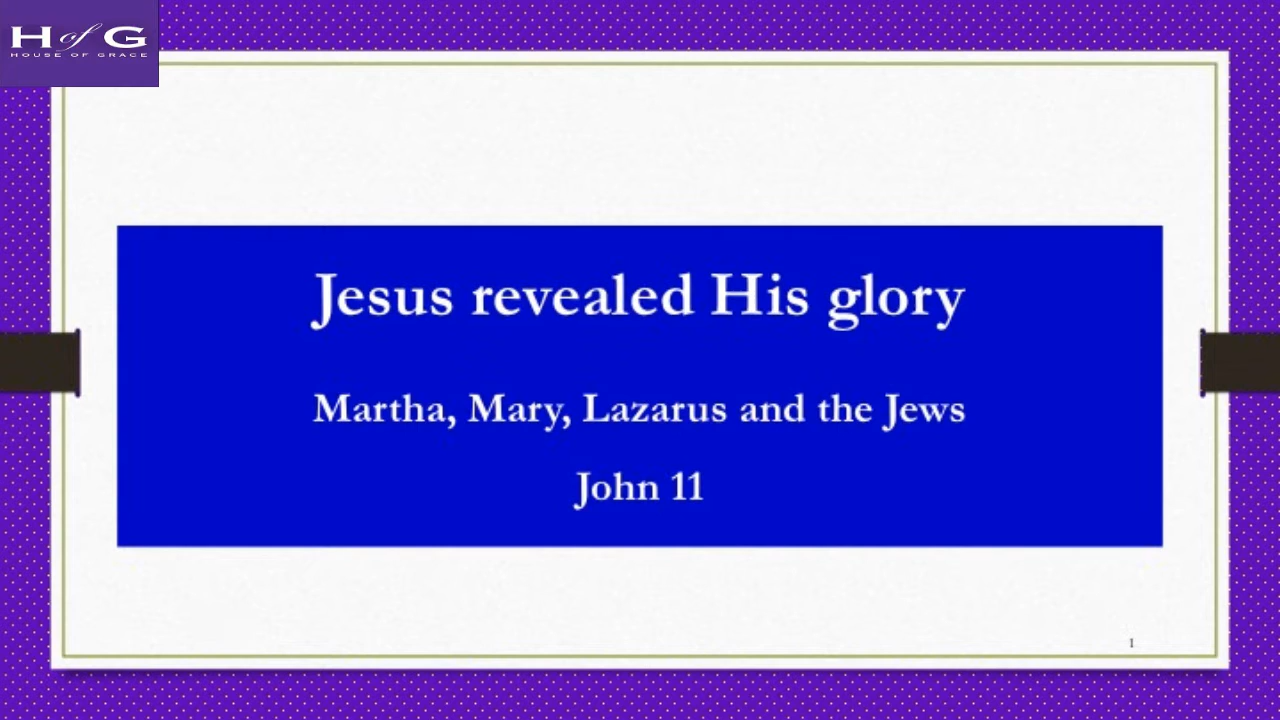 H of G
HOUSE OF GRACE
Jesus revealed His glory
Martha, Mary, Lazarus and the Jews
John 11
1